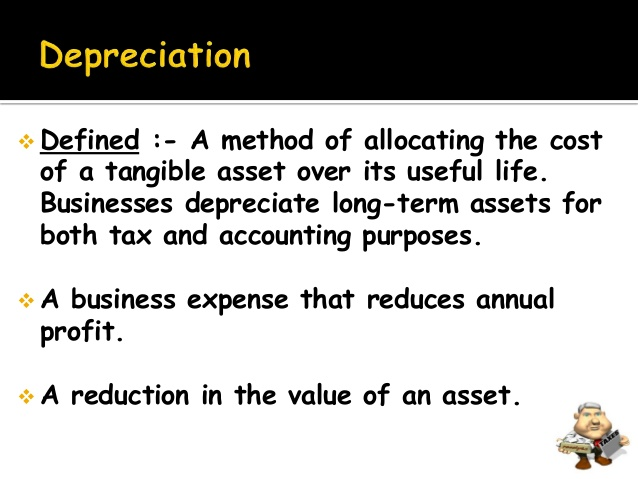 Depreciation
Defined :- A method of allocating the cost
of a tangible asset over its useful life.
Businesses depreciate long-term assets for
both tax and accounting purposes.
A business expense that reduces annual
profit.
A reduction in the value of an asset.
TAXES